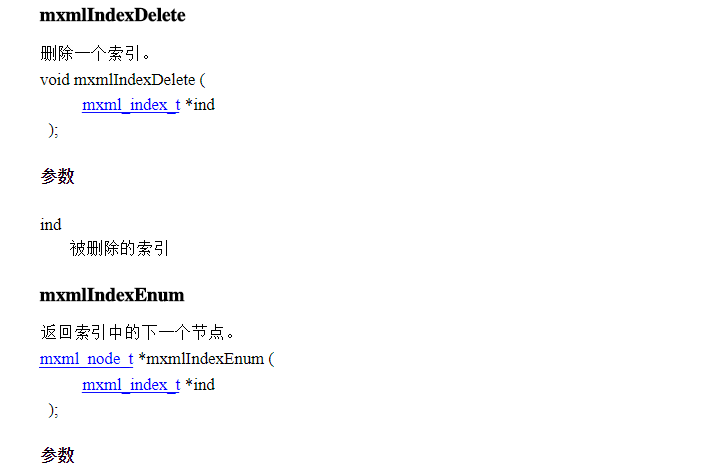 mxmlIndexDelete
删除一个索引。
void mxmlIndexDelete (
mxml_index_t *ind
);
参数
ind
被删除的索引
mxmlIndexEnum
返回索引中的下一个节点。
mxml_node_t *mxmlIndexEnum (
mxml_index_t *ind
);
参数